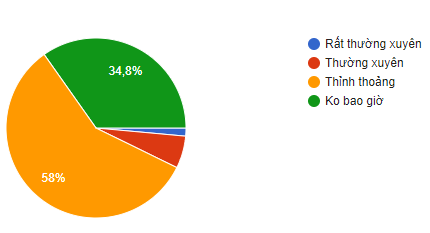 34,8%
58%
Rất thường xuyên
Thường xuyên
Thỉnh thoảng
Ko bao giờ